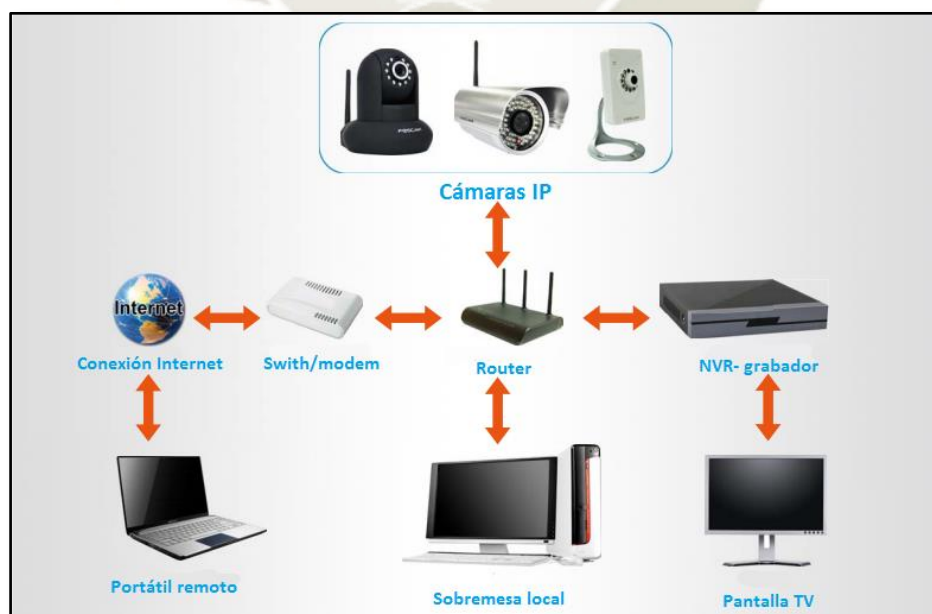 Cámaras IP
Internet
Conexión Internet
Swith/modem
Router
NVR- grabador
Portátil remoto
Sobremesa local
Pantalla TV